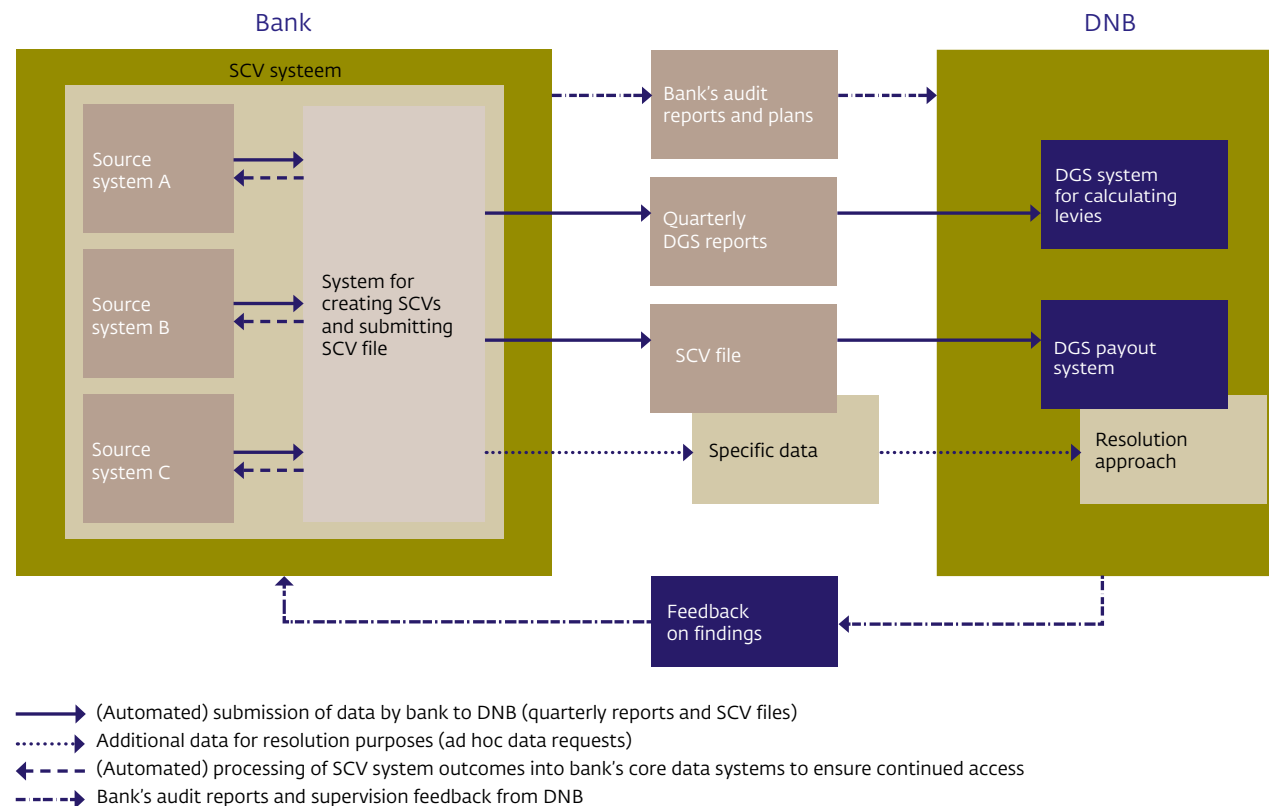 Bank
DNB
SCV systeem
Source
system A
Source
system B
Source
system C
System for
creating SCVs
and submitting
SCV file
Bank's audit
reports and plans
Quarterly
DGS reports
SCV file
Specific data
DGS system
for calculating
levies
DGS payout
system
Resolution
approach
Feedback
on findings
(Automated) submission of data by bank to DNB (quarterly reports and SCV files)
Additional data for resolution purposes (ad hoc data requests)
(Automated) processing of SCV system outcomes into bank's core data systems to ensure continued access
Bank's audit reports and supervision feedback from DNB